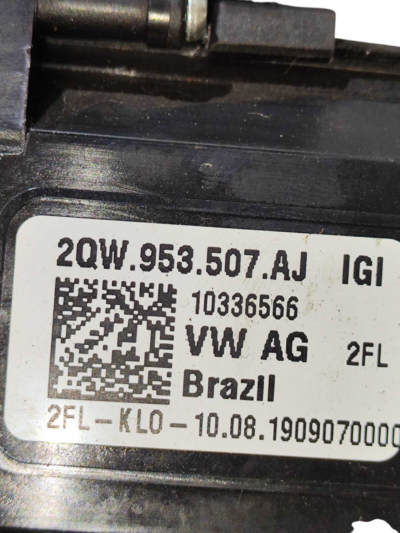 2QW.953.507.AJ IGI
10336566
VW AG 2FL
Brazil
2FL-KLO-10.08.1909070000